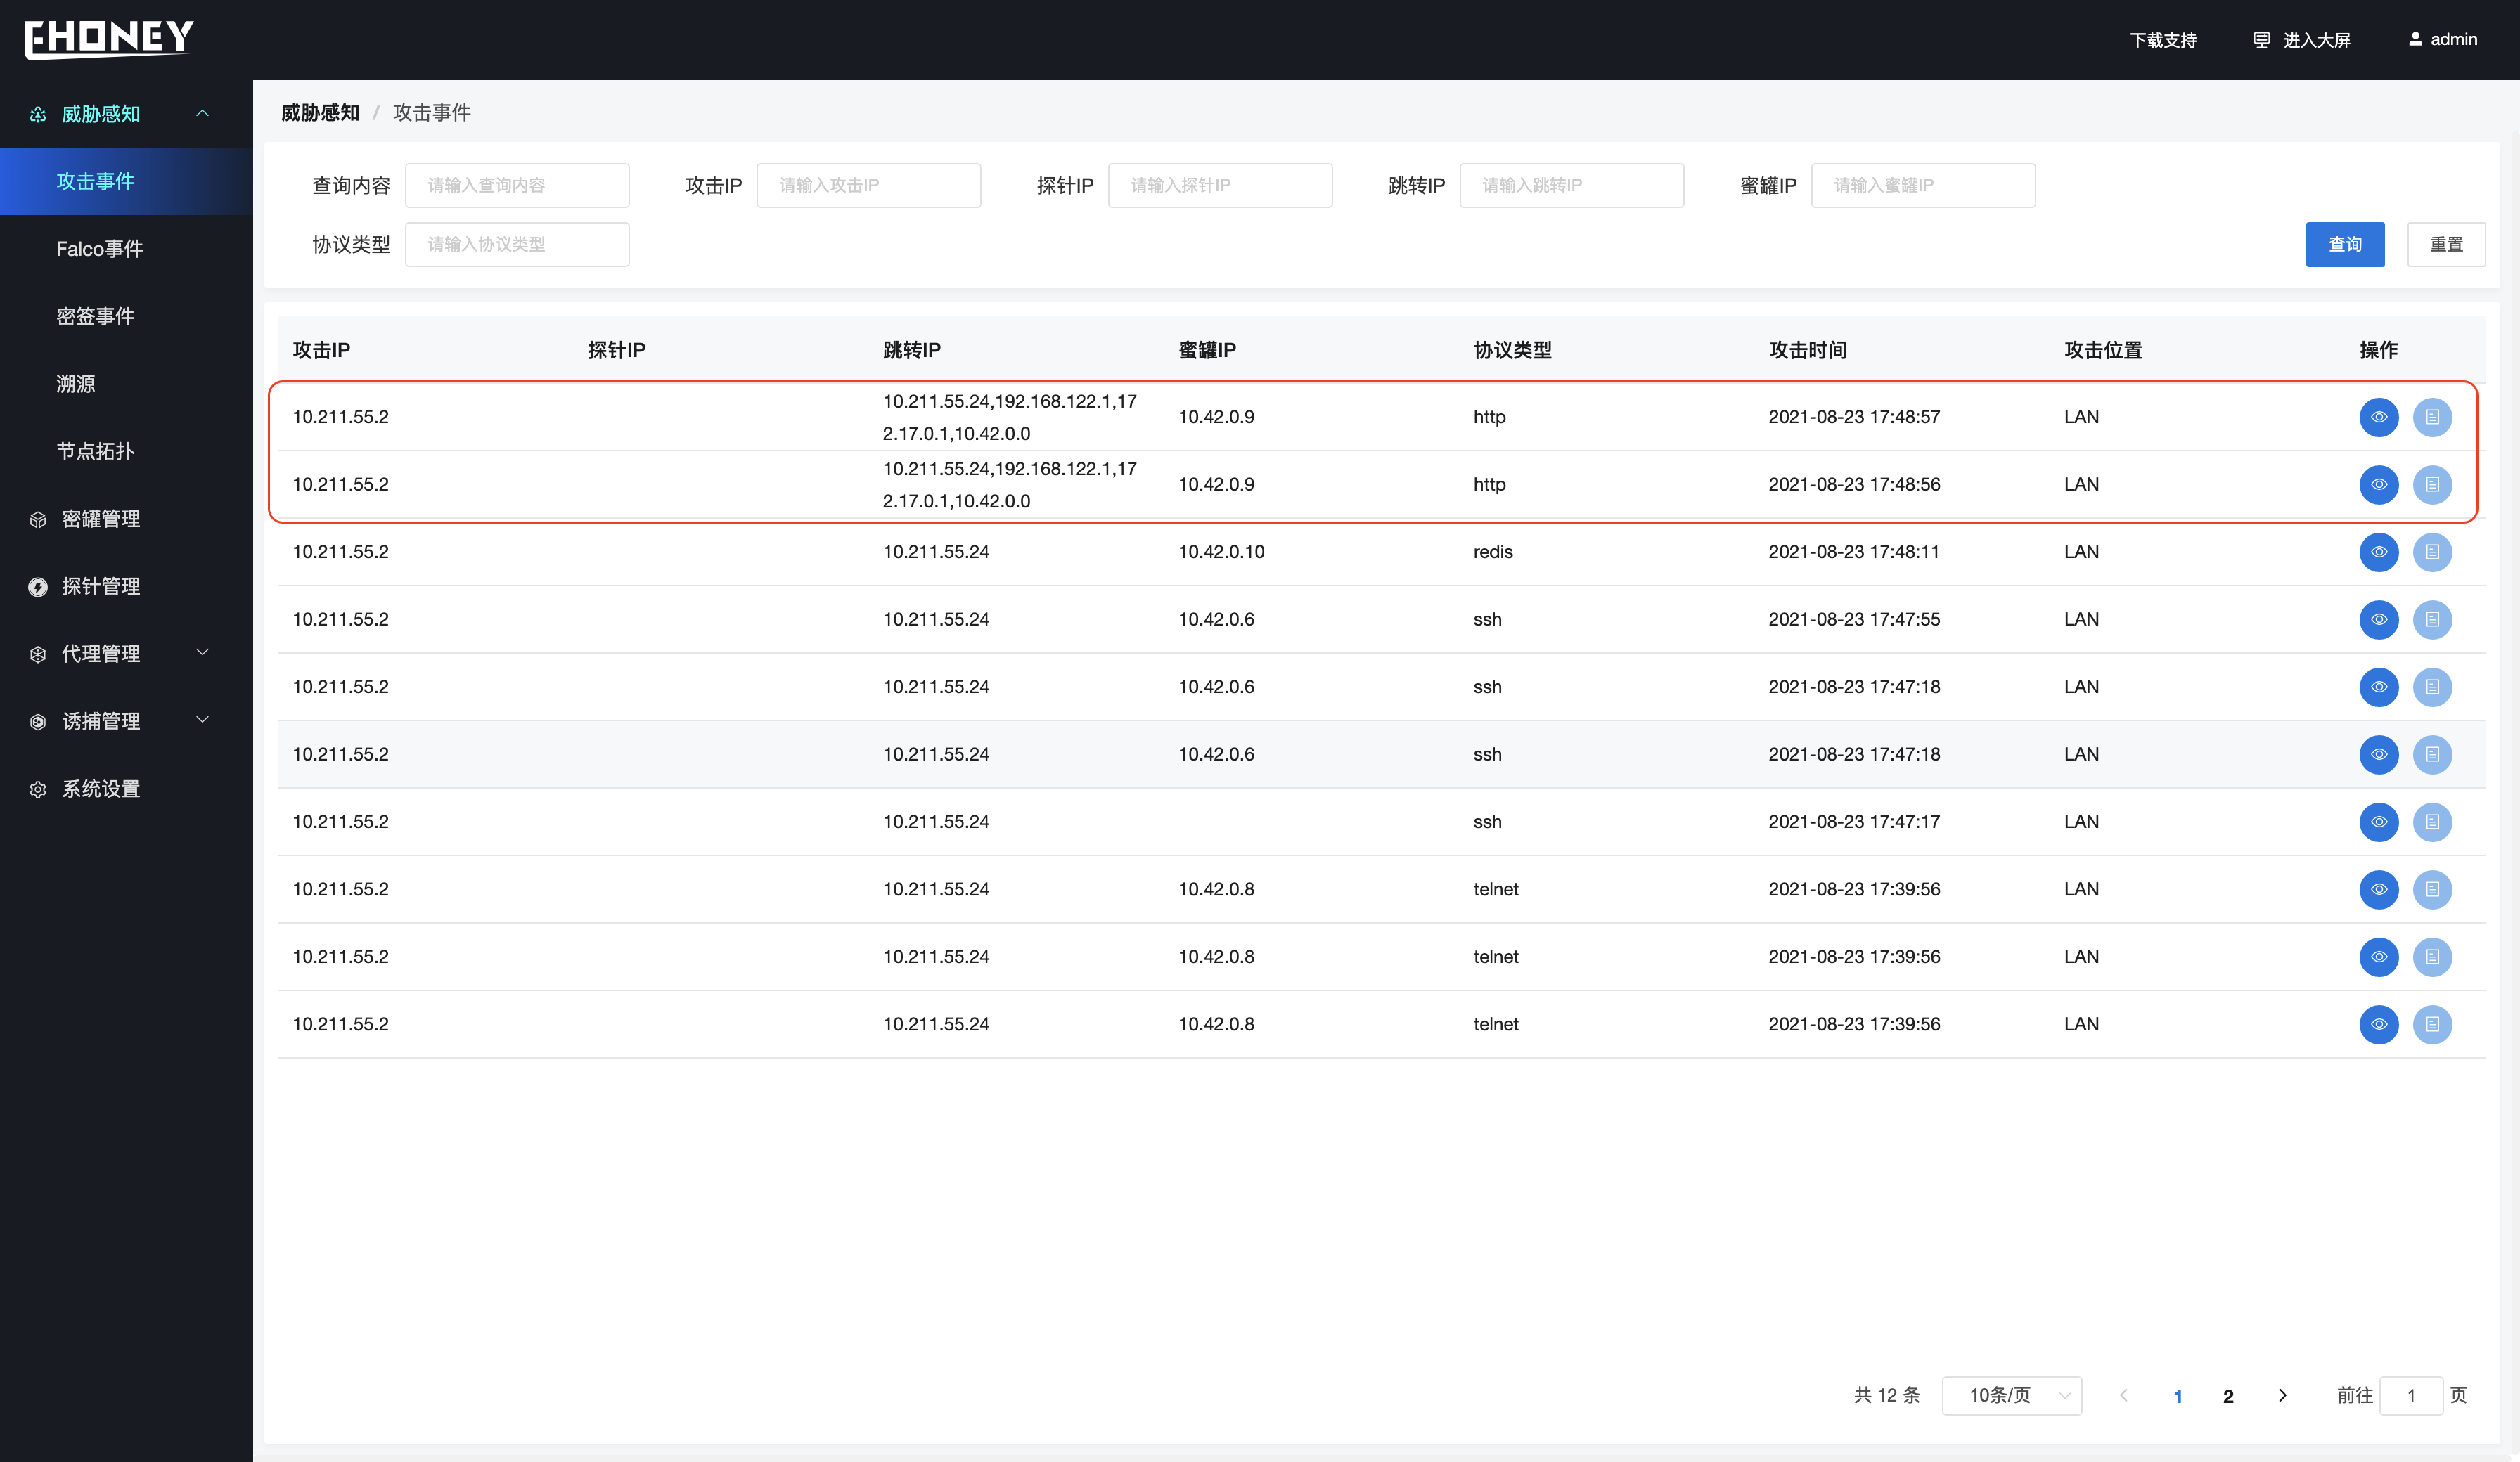 EHONEY
下载支持
进入大屏
admin
威胁感知
攻击事件
Falco事件
密签事件
溯源
节点拓扑
密罐管理
探针管理
代理管理
诱捕管理
系统设置
威胁感知 / 攻击事件
查询内容 请输入查询内容 攻击IP 请输入攻击IP 探针IP 请输入探针IP 跳转IP 请输入跳转IP 蜜罐IP 请输入蜜罐IP
协议类型 请输入协议类型 查询 重置
攻击IP 探针IP 跳转IP 蜜罐IP 协议类型 攻击时间 攻击位置 操作
10.211.55.2 10.211.55.24,192.168.122.1,17 10.42.0.9 http 2021-08-23 17:48:57 LAN
2.17.0.1,10.42.0.0
10.211.55.2 10.211.55.24,192.168.122.1,17 10.42.0.9 http 2021-08-23 17:48:56 LAN
2.17.0.1,10.42.0.0
10.211.55.2 10.211.55.24 10.42.0.10 redis 2021-08-23 17:48:11 LAN
10.211.55.2 10.211.55.24 10.42.0.6 ssh 2021-08-23 17:47:55 LAN
10.211.55.2 10.211.55.24 10.42.0.6 ssh 2021-08-23 17:47:18 LAN
10.211.55.2 10.211.55.24 10.42.0.6 ssh 2021-08-23 17:47:18 LAN
10.211.55.2 10.211.55.24 ssh 2021-08-23 17:47:17 LAN
10.211.55.2 10.211.55.24 10.42.0.8 telnet 2021-08-23 17:39:56 LAN
10.211.55.2 10.211.55.24 10.42.0.8 telnet 2021-08-23 17:39:56 LAN
10.211.55.2 10.211.55.24 10.42.0.8 telnet 2021-08-23 17:39:56 LAN
共 12 条 10条/页 1 2 前往 1 页